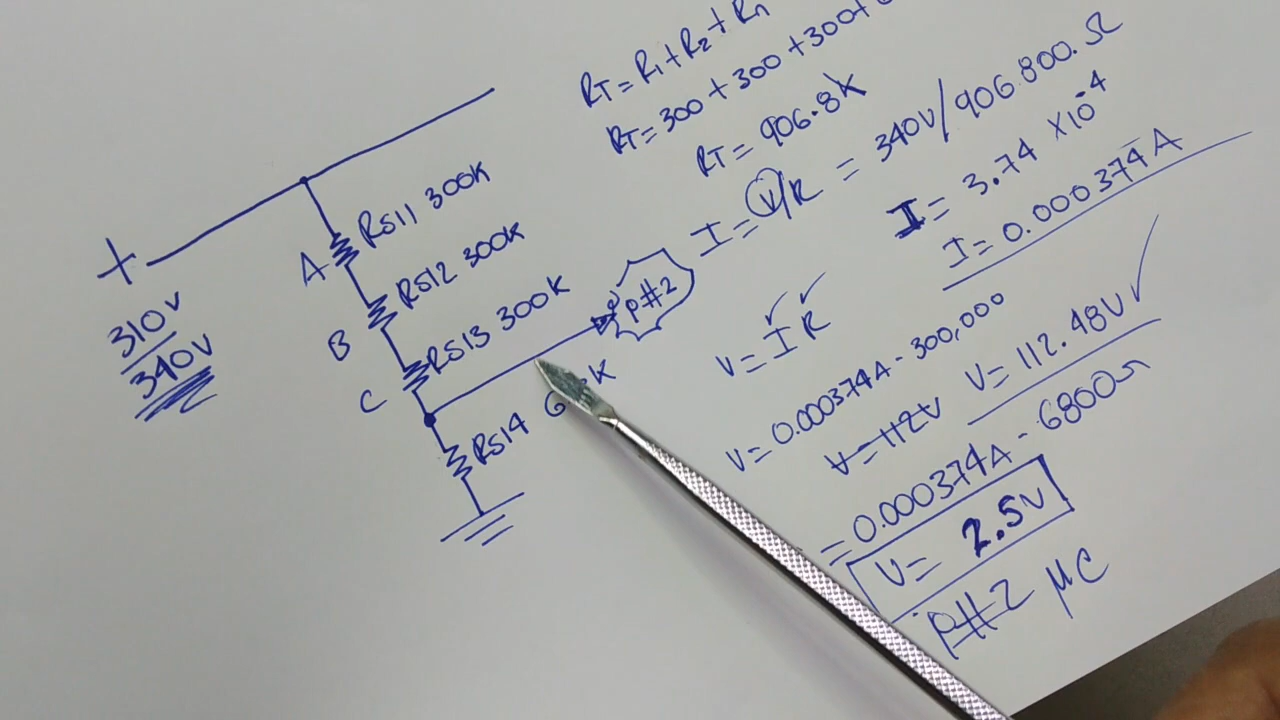 +
310V
340V
A
RS11 300K
B
RS12 300K
C
RS13 300K
P#2
RS14
RT=R1+R2+Rn
RT=300+300+300+
RT=906.8K
I=V/R = 340V/906.800.Ω
I=3.74 x10-4
I=0.000374A
V=IR
V=0.000374A-300,000
V=112V V=112.48V
=0.000374A-6800Ω
V= 2.5V
P#2 µC